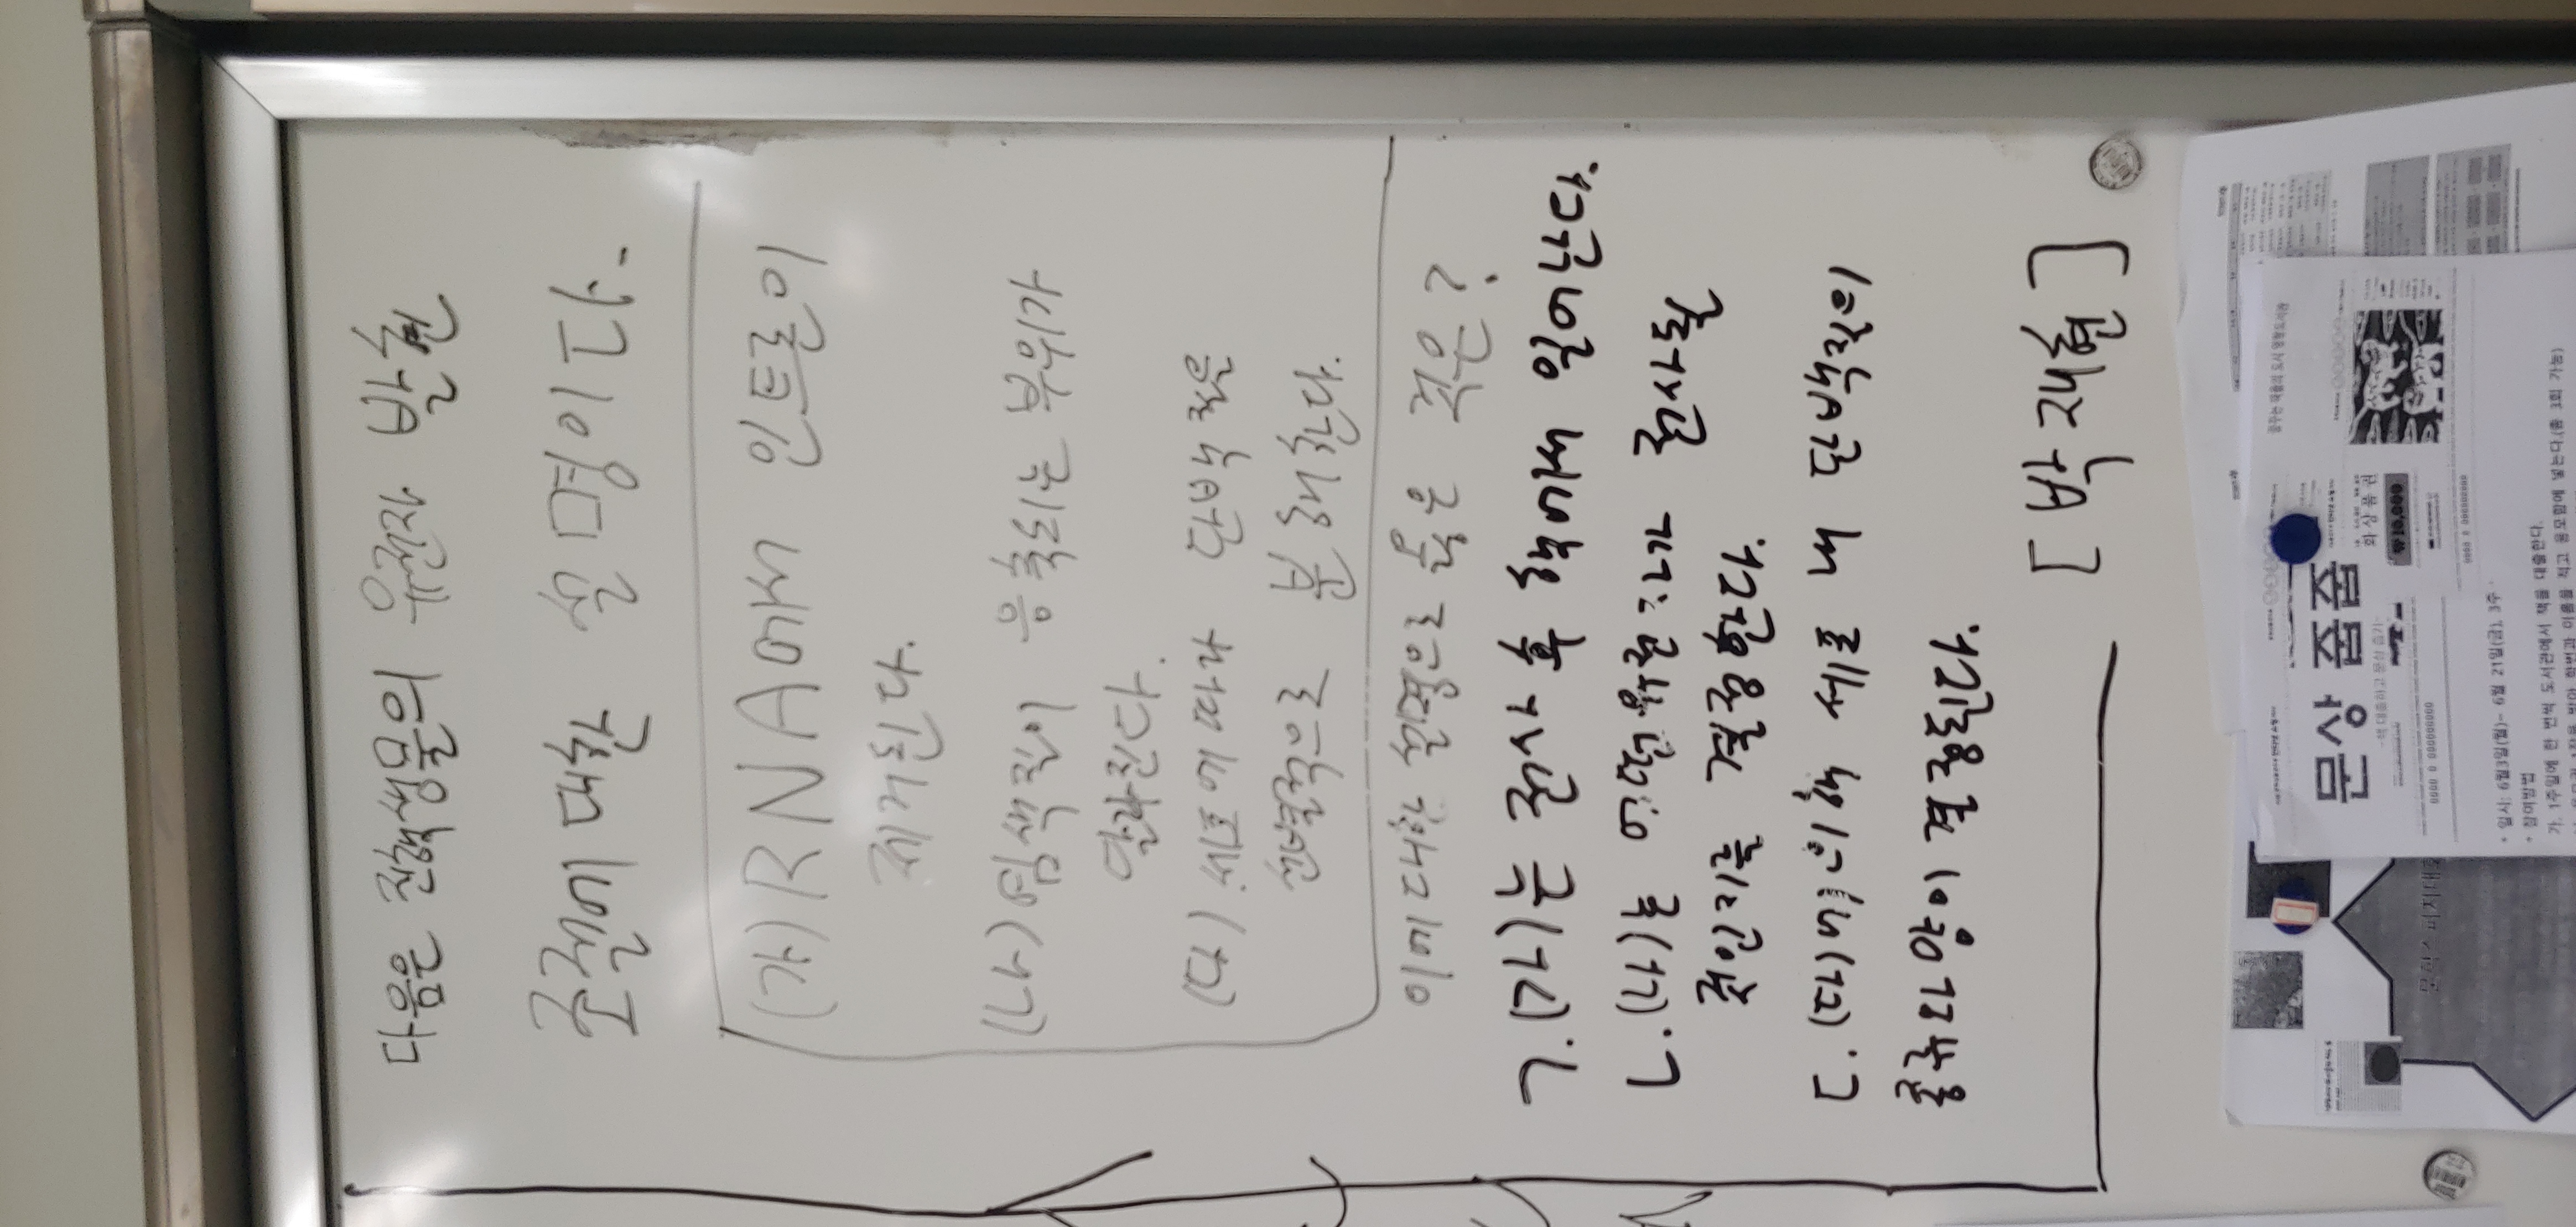 다음은 진핵생물의 유전자 발현
조절에 대한 설명이다.
(가) RNA에서 인트론이
제거된다.
(나) 염색질이 응축되는 부위가
달라진다.
(다) 세포에 따라 단백질을
선별적으로 분해한다.
이에 대한 설명으로 옳은 것은?
ㄱ. (가)는 전사 후 핵에서 일어난다.
ㄴ. (나)는 어떤 유전자가 전사될
것인지를 결정한다.
ㄷ. (다)에 의해 세포 내 단백질의
종류와 양이 결정된다.
[박재현]
꿈꾸는 책들의 도시
문상 줍줍
-책 대출하고 문상 줍기-
화상품권
₩10,000
* 일시: 6월3일(월)~ 6월 21일(금), 3주
* 참여방법
가. 1주일에 한 번씩 도서관에서 책을 대출한다.
이름을 적고 응모함에 넣는다.(총 3회 가능)